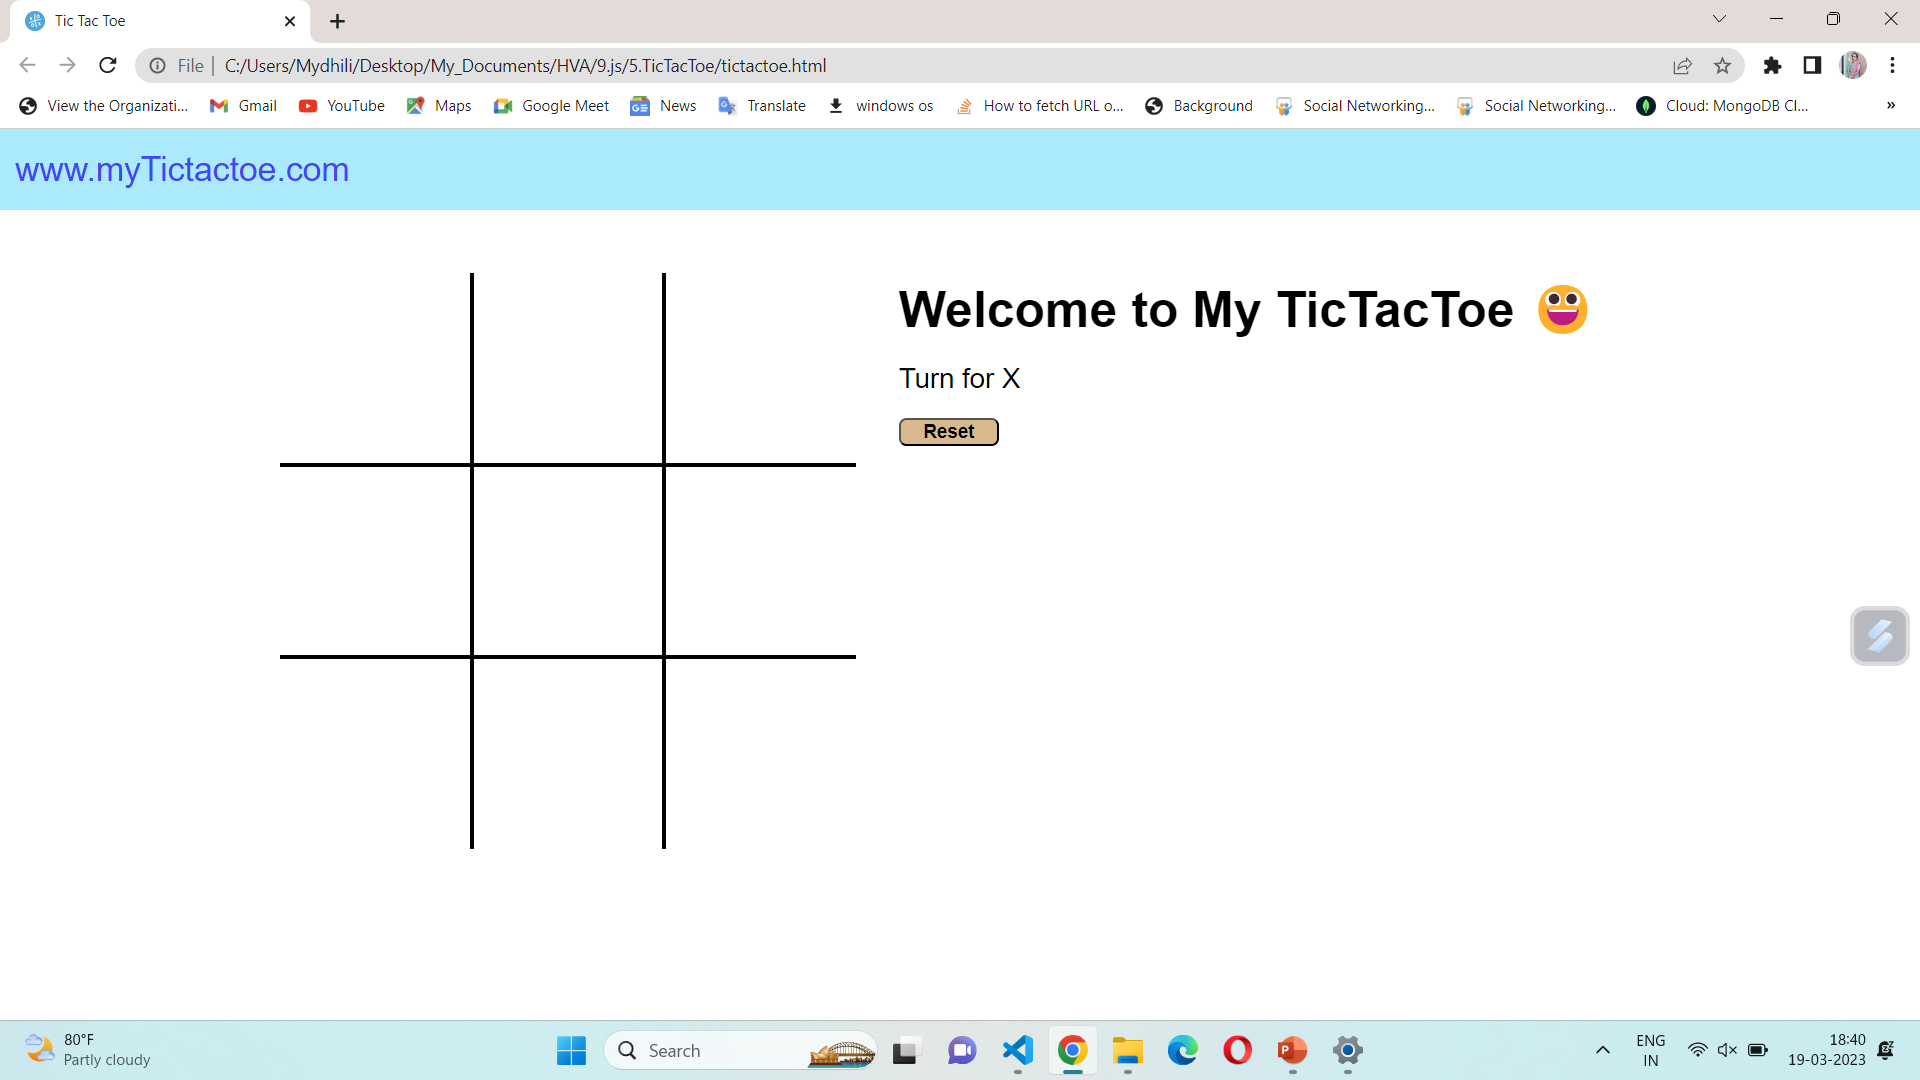 Tic Tac Toe
File | C:/Users/Mydhili/Desktop/My_Documents/HVA/9.js/5.TicTacToe/tictactoe.html
View the Organizati... Gmail YouTube Maps Google Meet News Translate windows os How to fetch URL o... Background Social Networking... Social Networking... Cloud: MongoDB Cl... »
www.myTictactoe.com
Welcome to My TicTacToe 😀
Turn for X
Reset
80°F
Partly cloudy
Search
ENG
IN
18:40
19-03-2023